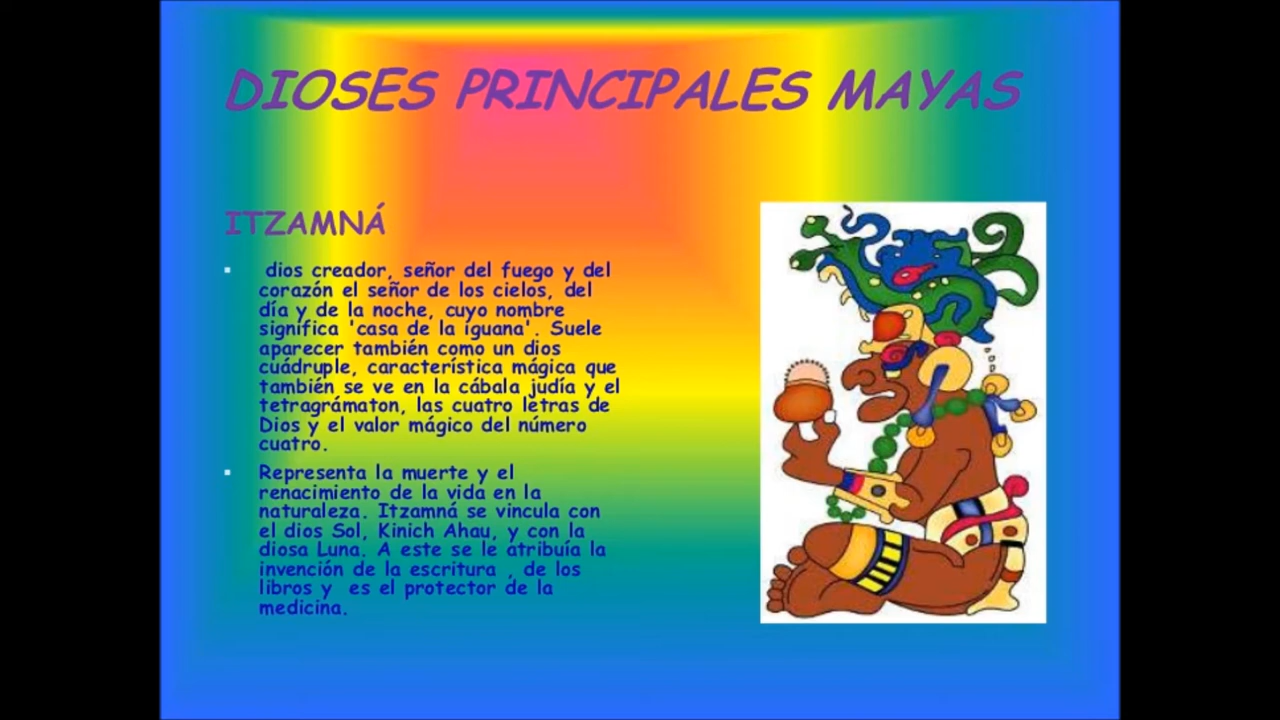 DIOSES PRINCIPALES MAYAS
ITZAMNÁ
dios creador, señor del fuego y del
corazón el señor de los cielos, del
día y de la noche, cuyo nombre
significa 'casa de la iguana'. Suele
aparecer también como un dios
cuádruple, característica mágica que
también se ve en la cábala judía y el
tetragrámaton, las cuatro letras de
Dios y el valor mágico del número
cuatro.
Representa la muerte y el
renacimiento de la vida en la
naturaleza. Itzamná se vincula con
el dios Sol, Kinich Ahau, y con la
diosa Luna. A este se le atribuía la
invención de la escritura , de los
libros y  es el protector de la
medicina.